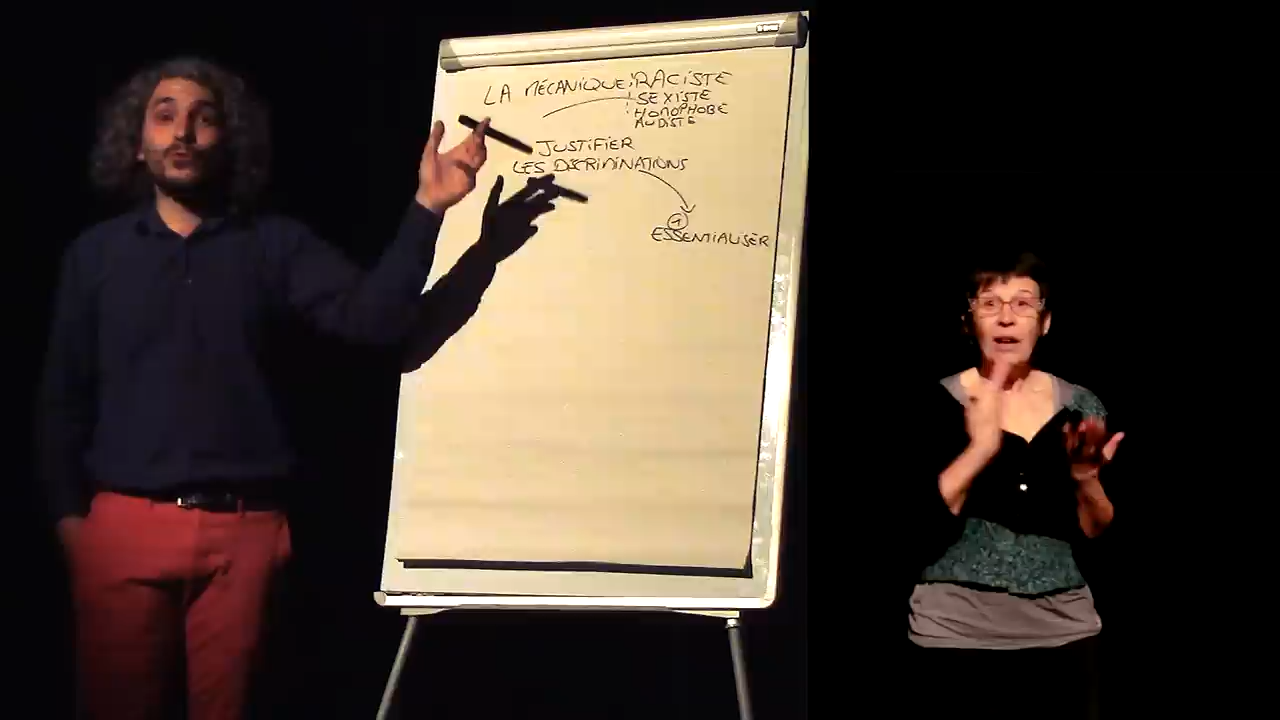 LA MÉCANIQUE RACISTE
SEXISTE
HOMOPHOBE
AUDISTE
JUSTIFIER
LES DISCRIMINATIONS
1
ESSENTIALISER